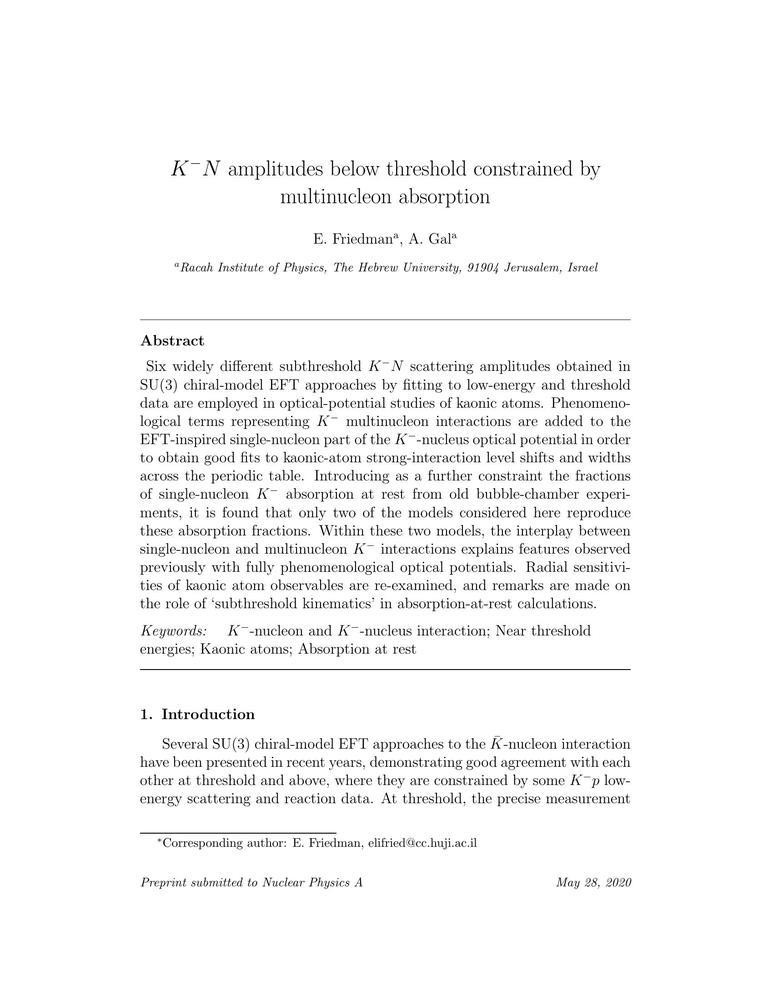 K⁻N amplitudes below threshold constrained by
multinucleon absorption
E. Friedmanᵃ, A. Galᵃ
ᵃRacah Institute of Physics, The Hebrew University, 91904 Jerusalem, Israel
Abstract
Six widely different subthreshold K⁻N scattering amplitudes obtained in
SU(3) chiral-model EFT approaches by fitting to low-energy and threshold
data are employed in optical-potential studies of kaonic atoms. Phenomeno-
logical terms representing K⁻ multinucleon interactions are added to the
EFT-inspired single-nucleon part of the K⁻-nucleus optical potential in order
to obtain good fits to kaonic-atom strong-interaction level shifts and widths
across the periodic table. Introducing as a further constraint the fractions
of single-nucleon K⁻ absorption at rest from old bubble-chamber experi-
ments, it is found that only two of the models considered here reproduce
these absorption fractions. Within these two models, the interplay between
single-nucleon and multinucleon K⁻ interactions explains features observed
previously with fully phenomenological optical potentials. Radial sensitivi-
ties of kaonic atom observables are re-examined, and remarks are made on
the role of ‘subthreshold kinematics’ in absorption-at-rest calculations.
Keywords: K⁻-nucleon and K⁻-nucleus interaction; Near threshold
energies; Kaonic atoms; Absorption at rest
1. Introduction
Several SU(3) chiral-model EFT approaches to the K̄-nucleon interaction
have been presented in recent years, demonstrating good agreement with each
other at threshold and above, where they are constrained by some K⁻p low-
energy scattering and reaction data. At threshold, the precise measurement
*Corresponding author: E. Friedman, elifried@cc.huji.ac.il
Preprint submitted to Nuclear Physics A May 28, 2020